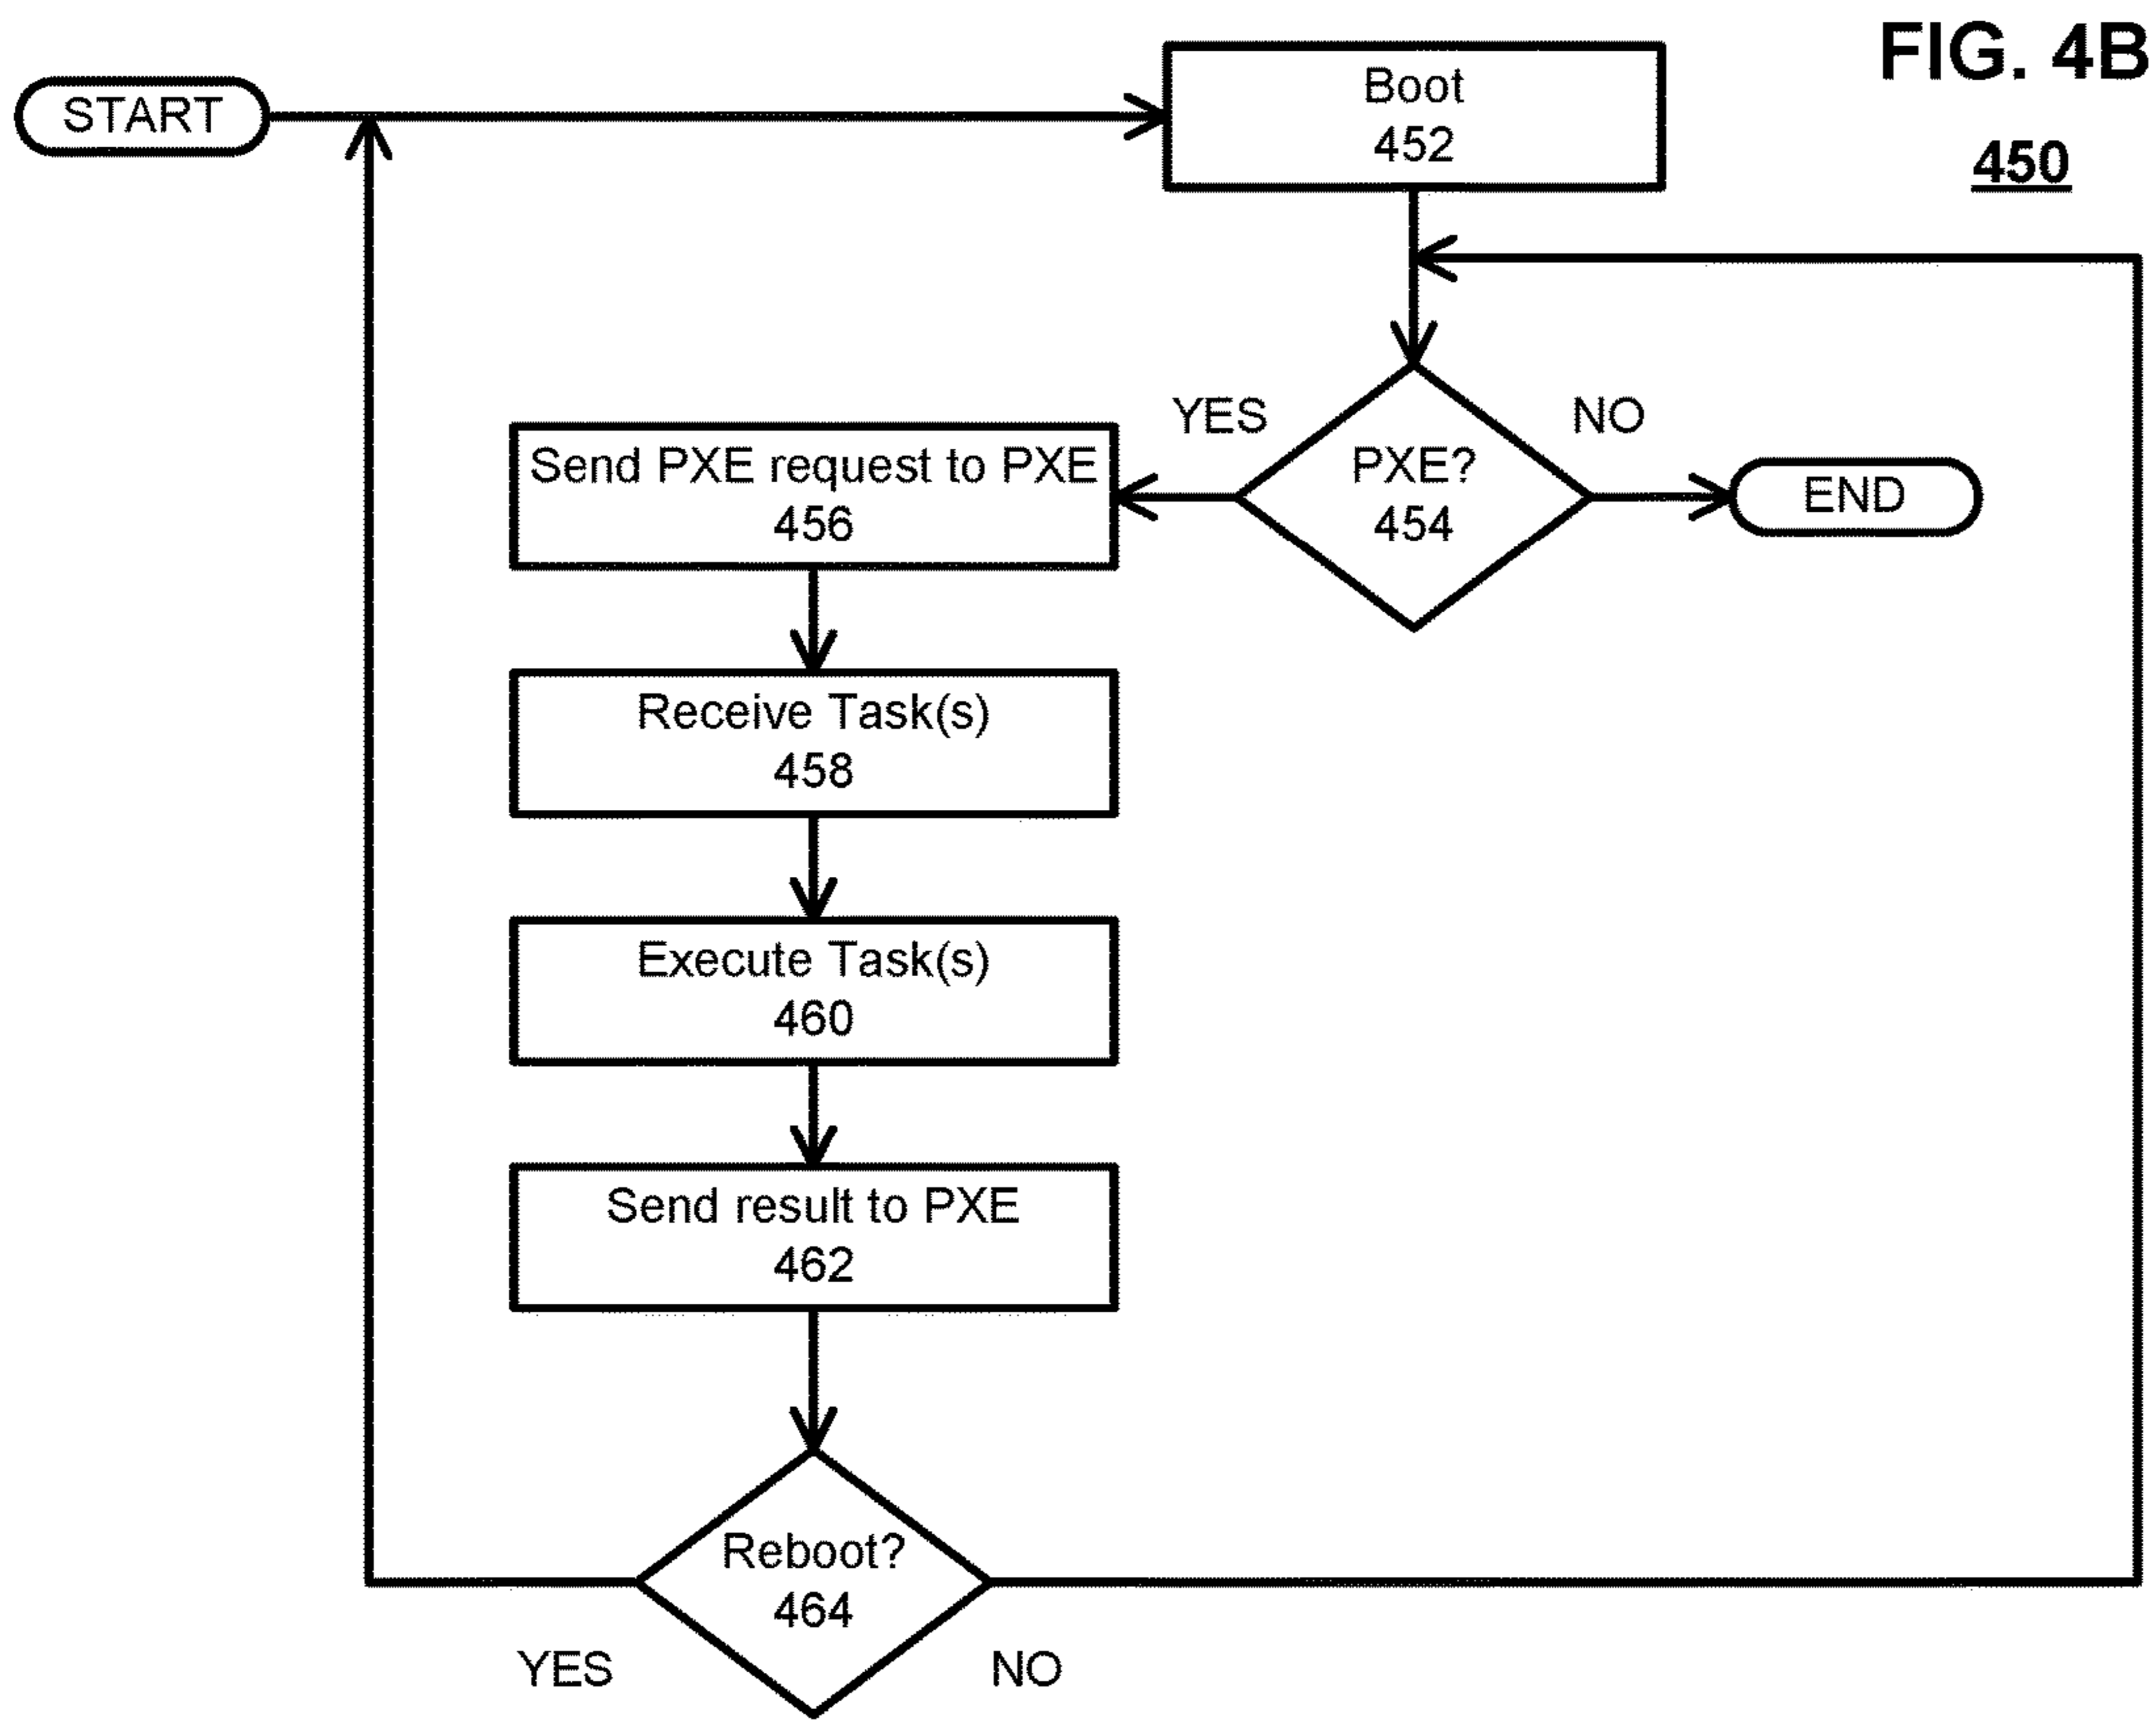 FIG. 4B
450
START
Boot
452
YES
NO
PXE?
454
END
Send PXE request to PXE
456
Receive Task(s)
458
Execute Task(s)
460
Send result to PXE
462
Reboot?
464
YES
NO